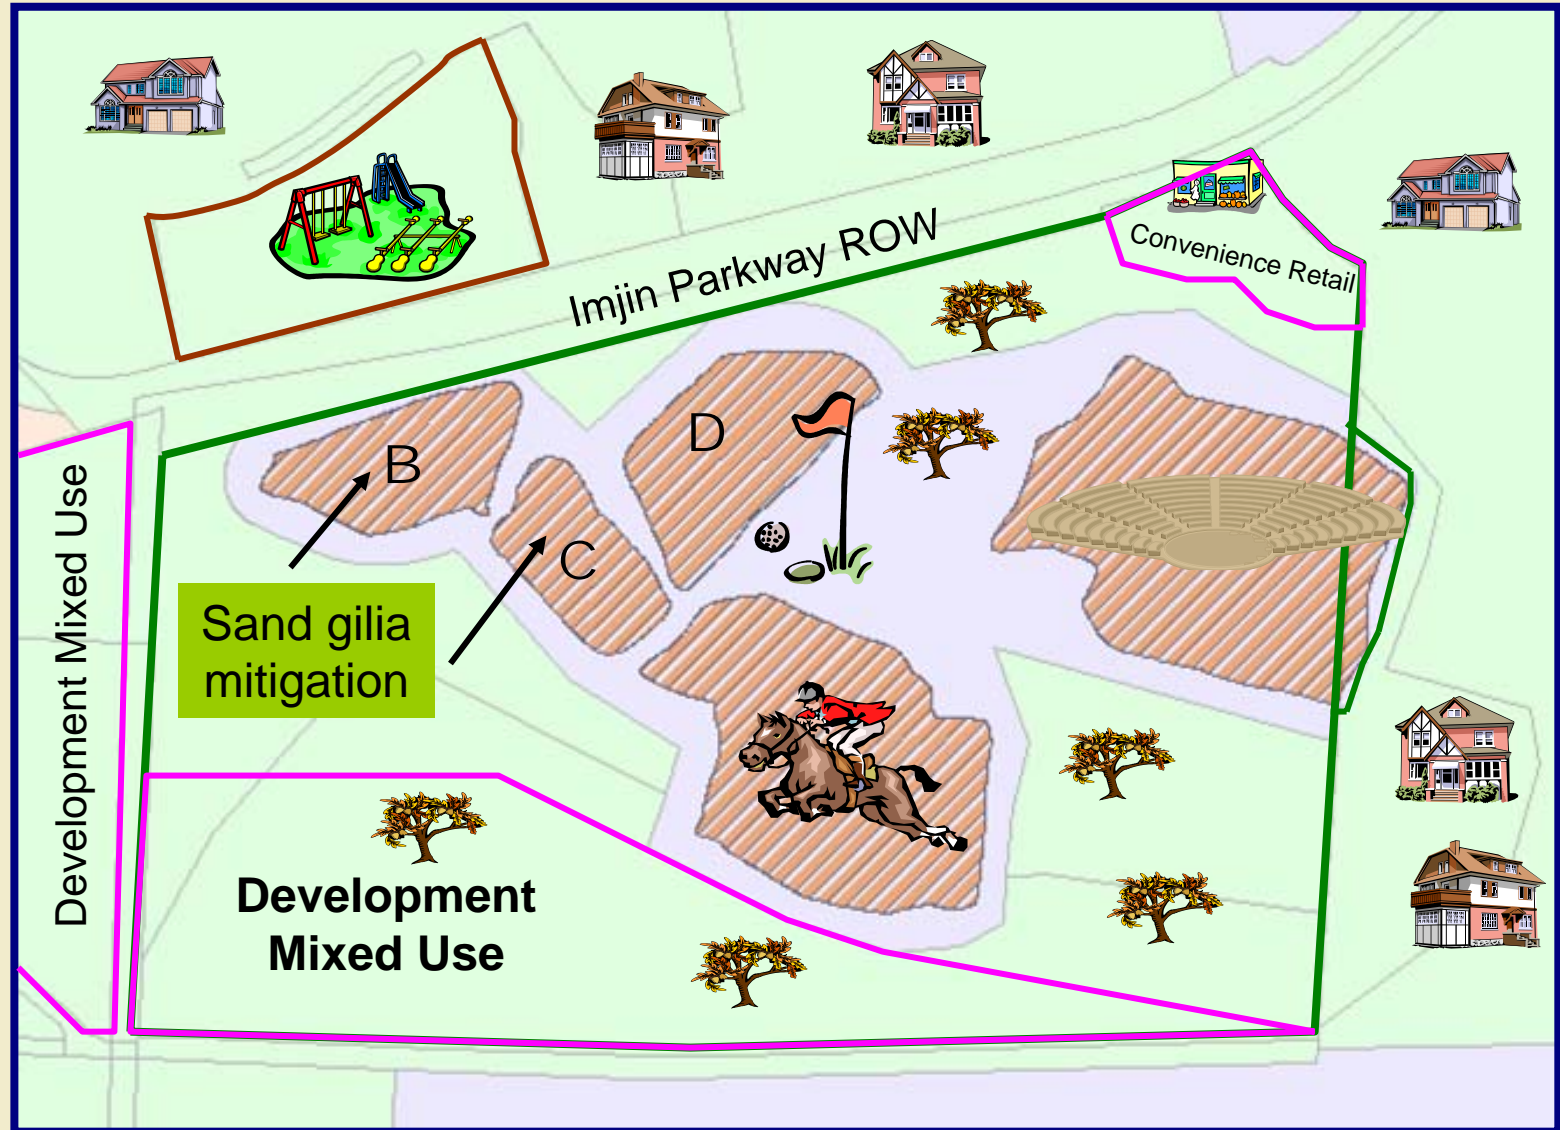 Imjin Parkway ROW
Convenience Retail
B
D
C
Sand gilia
mitigation
Development Mixed Use
Development
Mixed Use